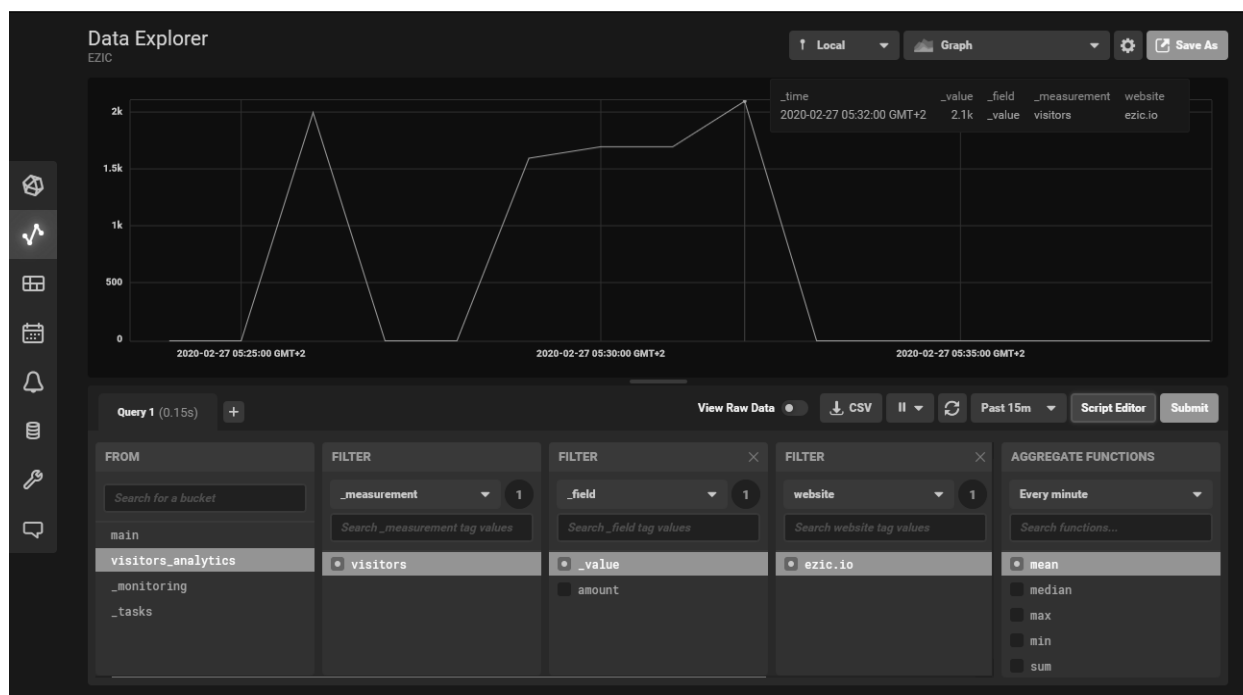 Data Explorer
EZIC
Local
Graph
Save As
_time _value _field _measurement website
2020-02-27 05:32:00 GMT+2 2.1k _value visitors ezic.io
2k
1.5k
1k
500
0
2020-02-27 05:25:00 GMT+2
2020-02-27 05:30:00 GMT+2
2020-02-27 05:35:00 GMT+2
Query 1 (0.15s)
+
View Raw Data
CSV
Past 15m
Script Editor
Submit
FROM
Search for a bucket
main
visitors_analytics
_monitoring
_tasks
FILTER
_measurement
1
Search _measurement tag values
visitors
FILTER
_field
1
Search _field tag values
_value
amount
FILTER
website
1
Search website tag values
ezic.io
AGGREGATE FUNCTIONS
Every minute
Search functions...
mean
median
max
min
sum